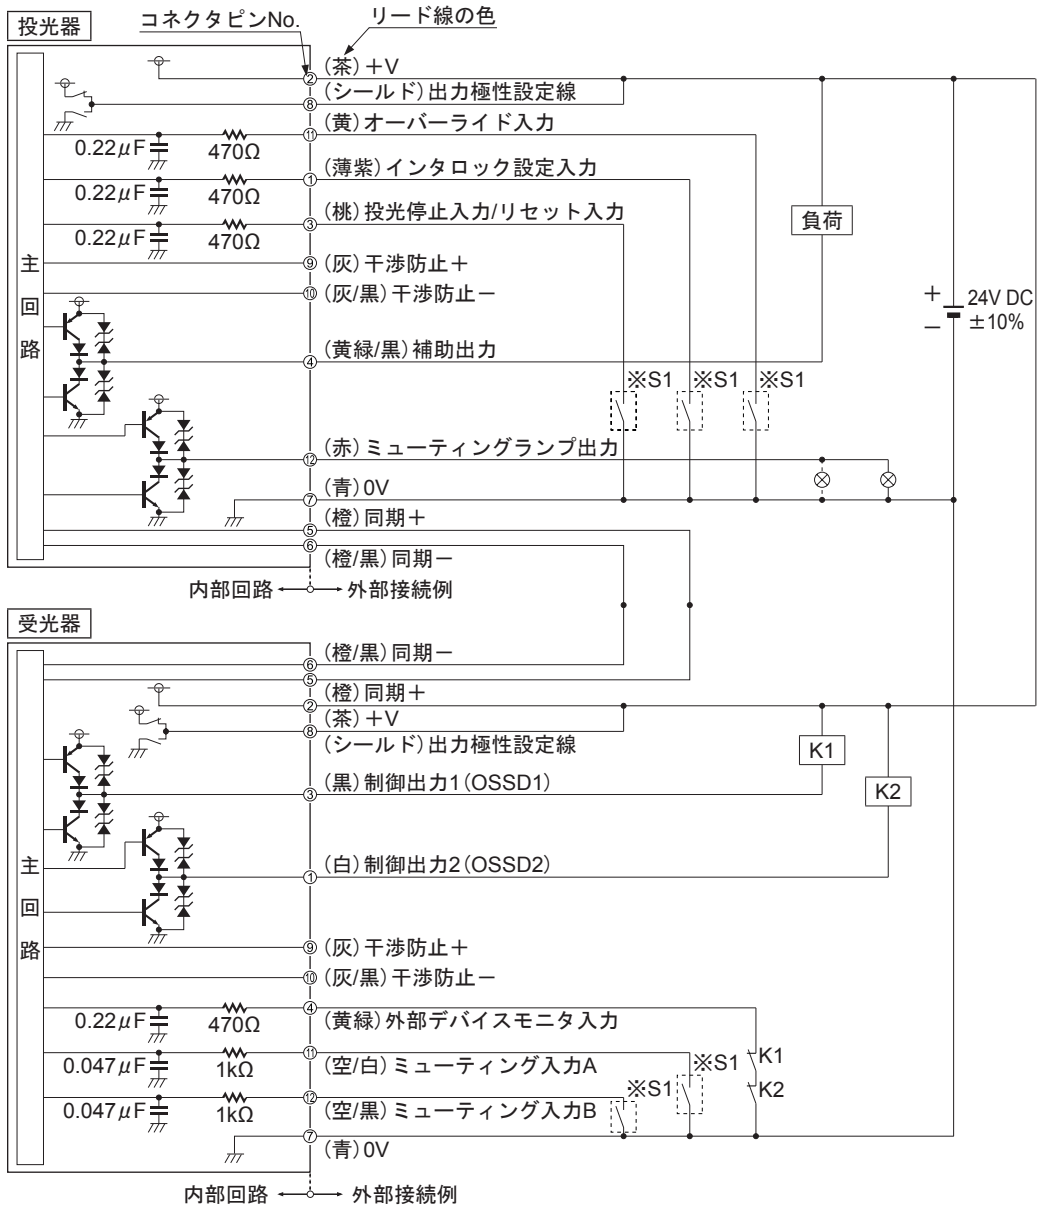 投光器
コネクタピンNo.
リード線の色
主回路
② (茶)+V
⑧ (シールド)出力極性設定線
⑪ (黄)オーバーライド入力
0.22μF
470Ω
① (薄紫)インタロック設定入力
0.22μF
470Ω
③ (桃)投光停止入力/リセット入力
0.22μF
470Ω
負荷
⑨ (灰)干渉防止+
⑩ (灰/黒)干渉防止-
+
-
24V DC
±10%
④ (黄緑/黒)補助出力
※S1
※S1
※S1
⑫ (赤)ミューティングランプ出力
⑦ (青)0V
⑤ (橙)同期+
⑥ (橙/黒)同期-
内部回路
外部接続例
受光器
主回路
⑥ (橙/黒)同期-
⑤ (橙)同期+
② (茶)+V
⑧ (シールド)出力極性設定線
K1
K2
③ (黒)制御出力1(OSSD1)
① (白)制御出力2(OSSD2)
⑨ (灰)干渉防止+
⑩ (灰/黒)干渉防止-
④ (黄緑)外部デバイスモニタ入力
0.22μF
470Ω
⑪ (空/白)ミューティング入力A
0.047μF
1kΩ
※S1
K1
⑫ (空/黒)ミューティング入力B
0.047μF
1kΩ
※S1
K2
⑦ (青)0V
内部回路
外部接続例